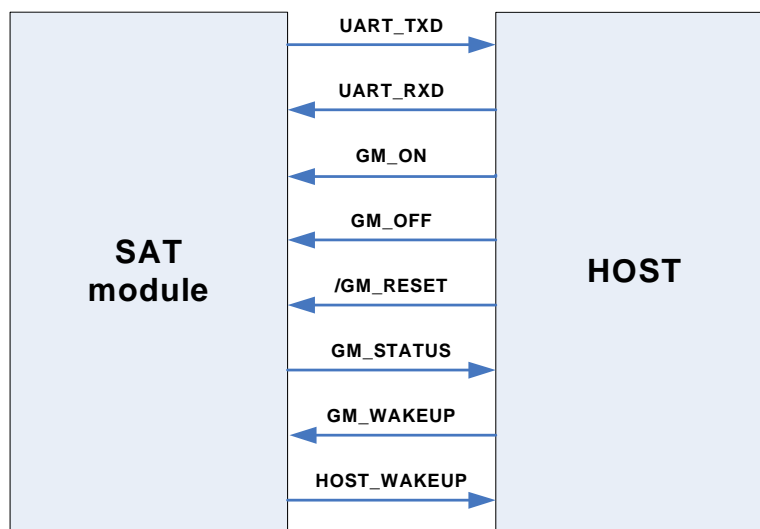 UART_TXD
UART_RXD
GM_ON
GM_OFF
SAT
module
HOST
/GM_RESET
GM_STATUS
GM_WAKEUP
HOST_WAKEUP